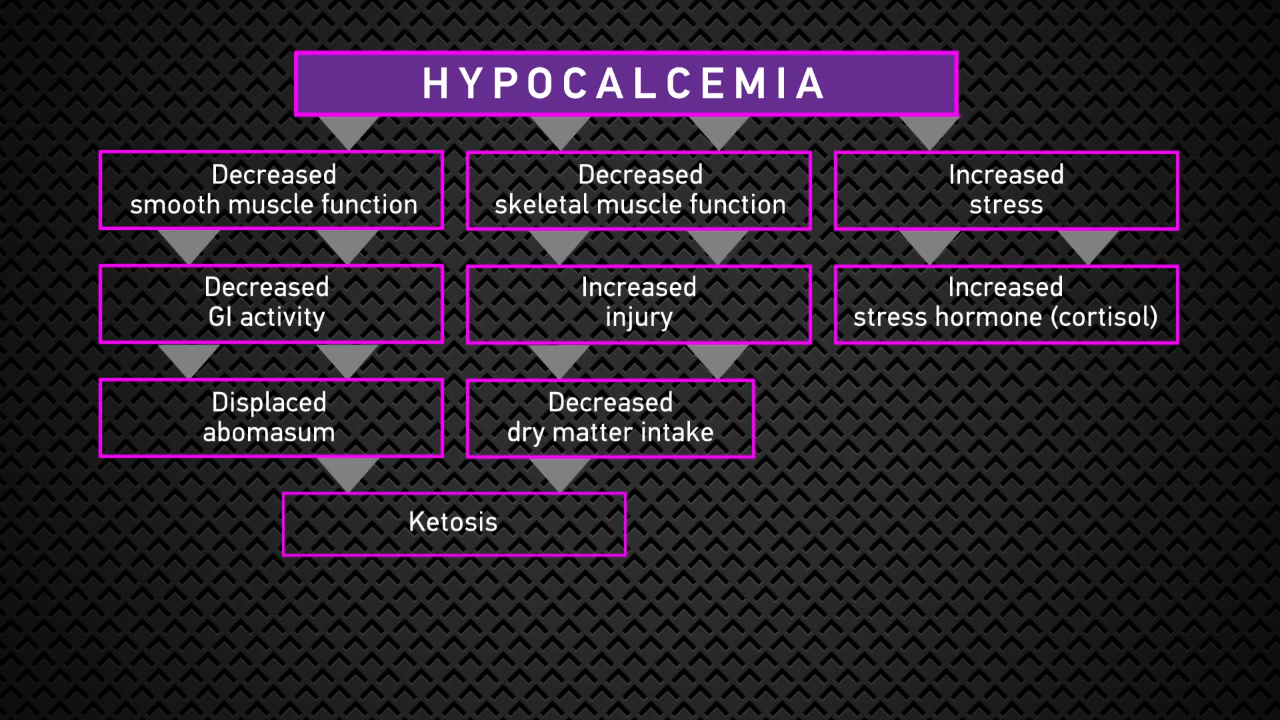 HYPOCALCEMIA
Decreased
smooth muscle function
Decreased
skeletal muscle function
Increased
stress
Decreased
GI activity
Increased
injury
Increased
stress hormone (cortisol)
Displaced
abomasum
Decreased
dry matter intake
Ketosis